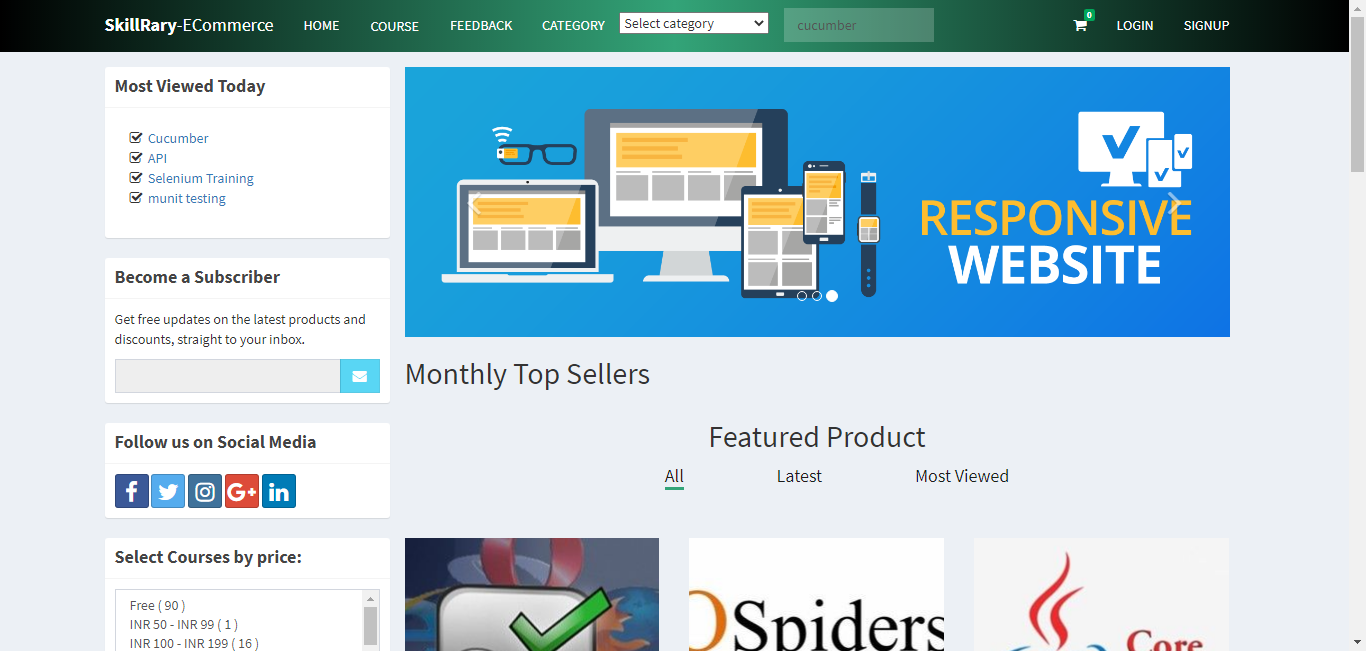 SkillRary-ECommerce HOME COURSE FEEDBACK CATEGORY Select category cucumber 0 LOGIN SIGNUP
Most Viewed Today
Cucumber
API
Selenium Training
munit testing
Become a Subscriber
Get free updates on the latest products and
discounts, straight to your inbox.
Follow us on Social Media
Select Courses by price:
Free ( 90 )
INR 50 - INR 99 ( 1 )
INR 100 - INR 199 ( 16 )
RESPONSIVE
WEBSITE
Monthly Top Sellers
Featured Product
All Latest Most Viewed
Spiders
Core